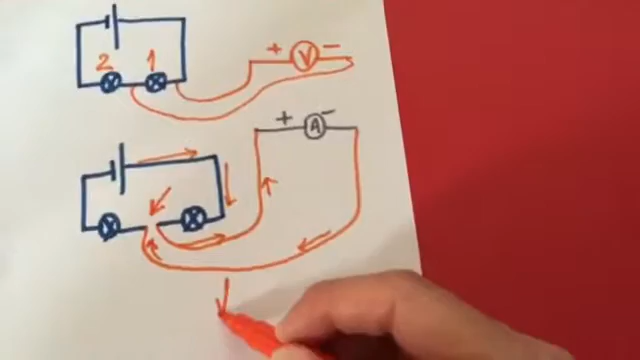 + V −
2 1
+ A −